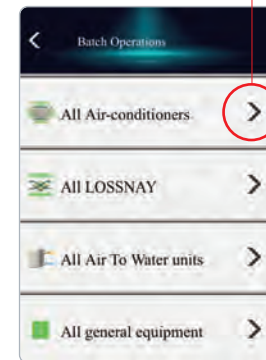 Batch Operations
All Air-conditioners
All LOSSNAY
All Air To Water units
All general equipment